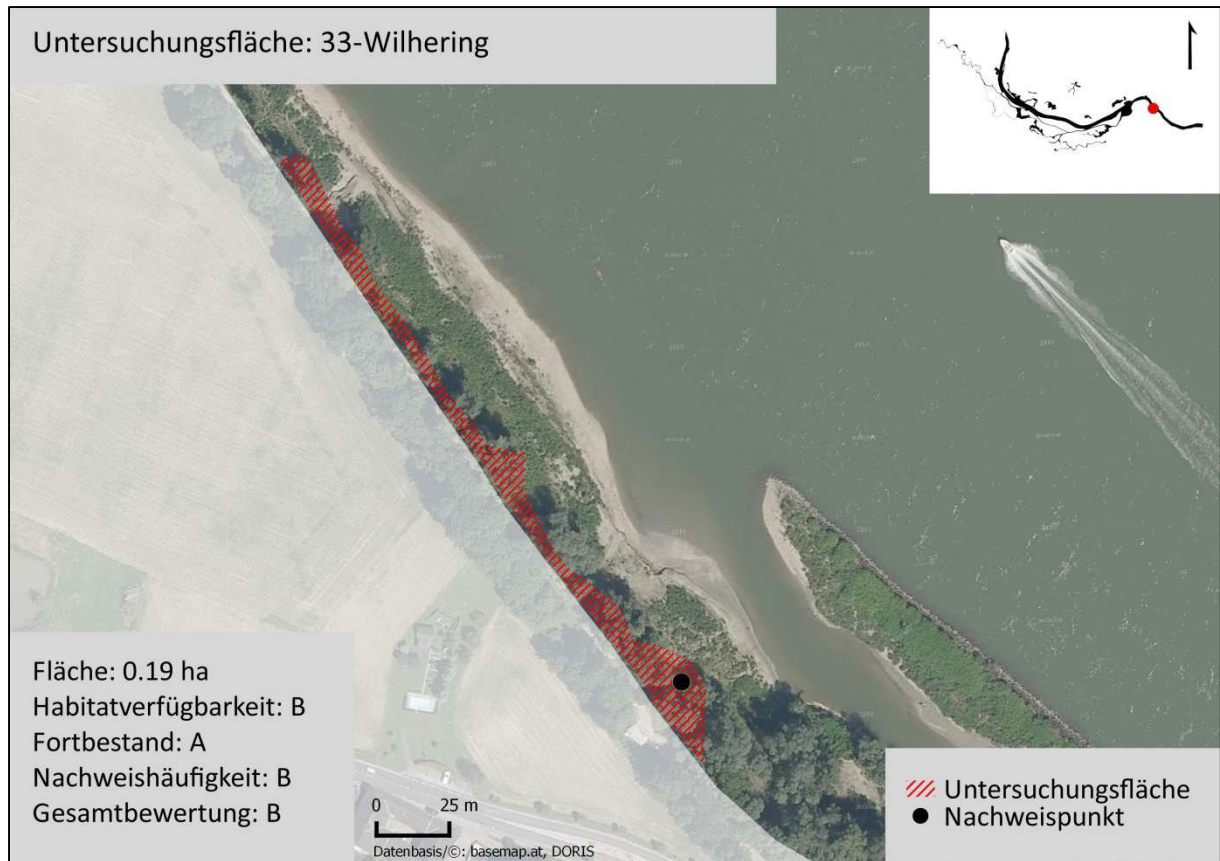 Untersuchungsfläche: 33-Wilhering
Fläche: 0.19 ha
Habitatverfügbarkeit: B
Fortbestand: A
Nachweishäufigkeit: B
Gesamtbewertung: B
0 25 m
Datenbasis/©: basemap.at, DORIS
Untersuchungsfläche
Nachweispunkt